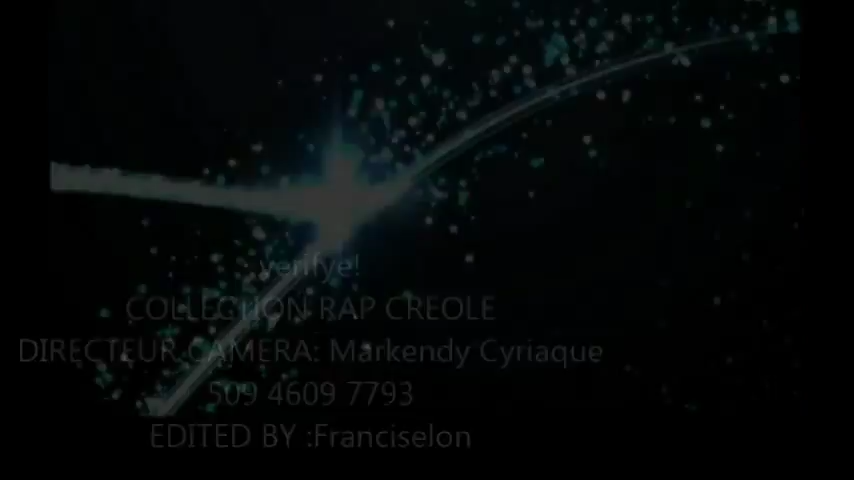 verifye!
COLLECTION RAP CREOLE
DIRECTEUR CAMERA: Markendy Cyriaque
509 4609 7793
EDITED BY :Franciselon